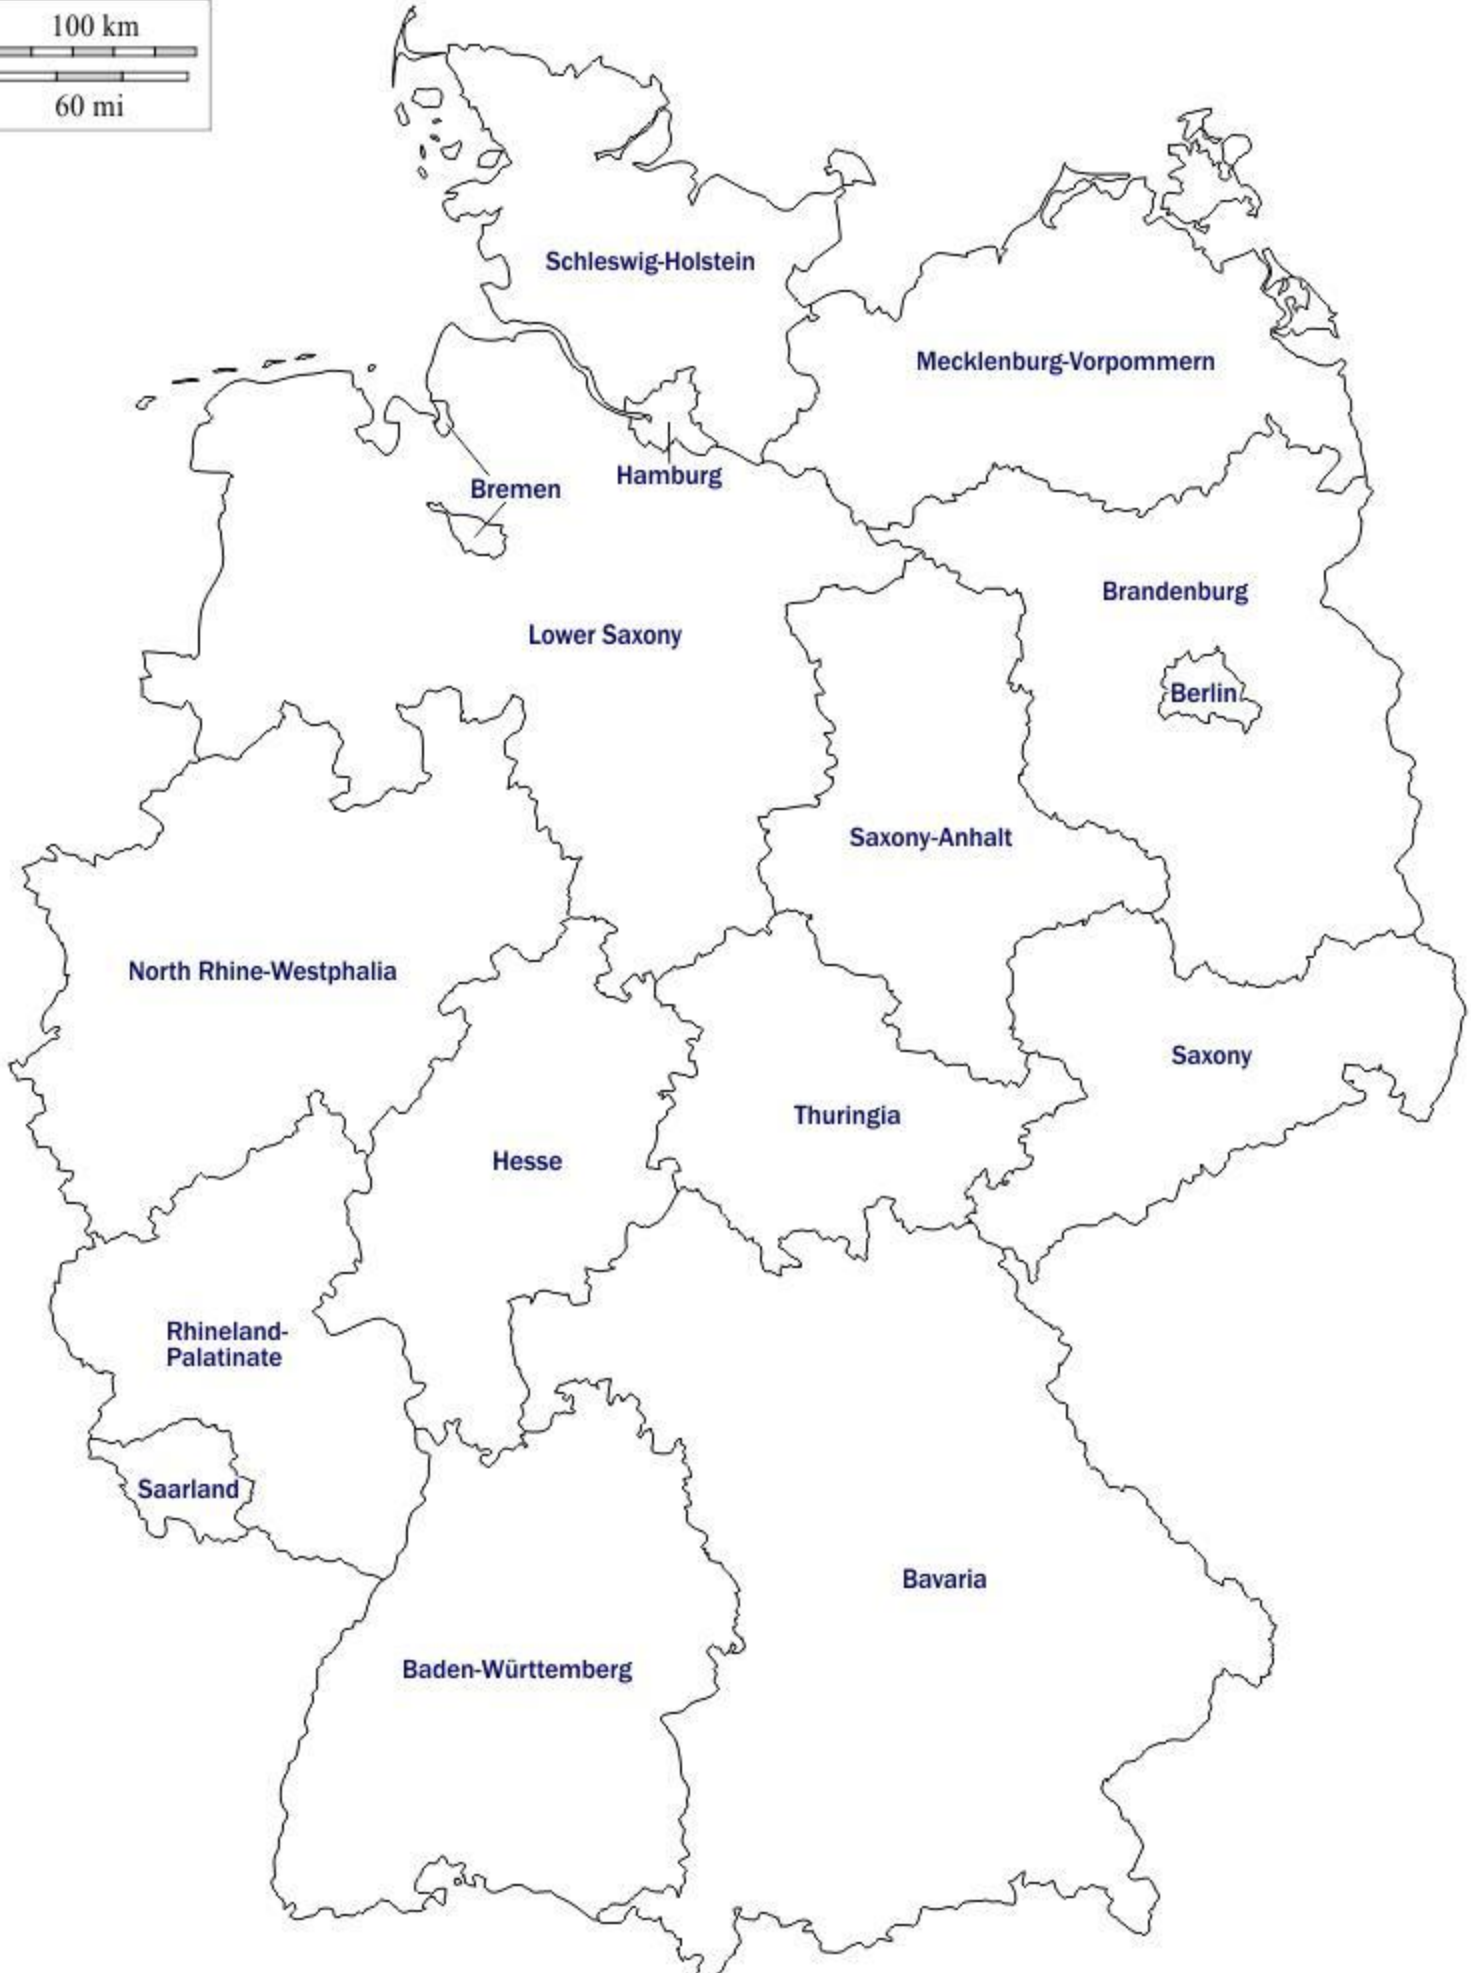 100 km
60 mi
Schleswig-Holstein
Mecklenburg-Vorpommern
Hamburg
Bremen
Brandenburg
Lower Saxony
Berlin
Saxony-Anhalt
North Rhine-Westphalia
Saxony
Thuringia
Hesse
Rhineland-
Palatinate
Saarland
Bavaria
Baden-Württemberg